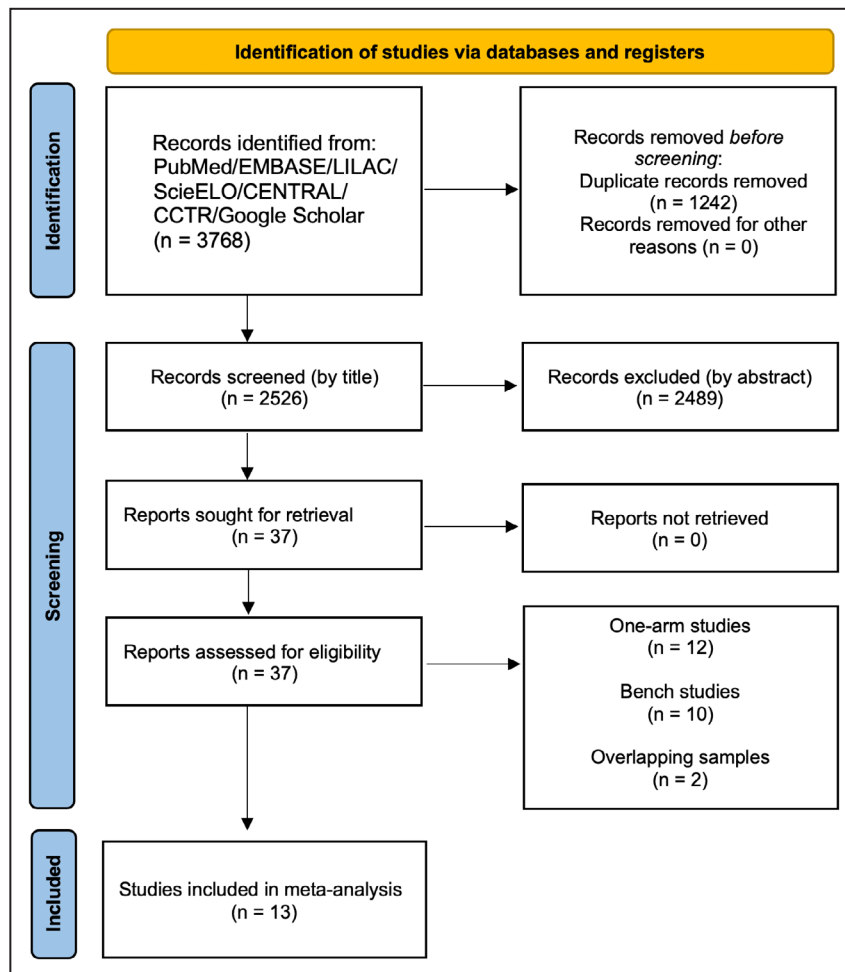 Identification of studies via databases and registers
Identification
Records identified from:
PubMed/EMBASE/LILAC/
ScieELO/CENTRAL/
CCTR/Google Scholar
(n = 3768)
Records removed before
screening:
Duplicate records removed
(n = 1242)
Records removed for other
reasons (n = 0)
Screening
Records screened (by title)
(n = 2526)
Records excluded (by abstract)
(n = 2489)
Reports sought for retrieval
(n = 37)
Reports not retrieved
(n = 0)
Reports assessed for eligibility
(n = 37)
One-arm studies
(n = 12)
Bench studies
(n = 10)
Overlapping samples
(n = 2)
Included
Studies included in meta-analysis
(n = 13)